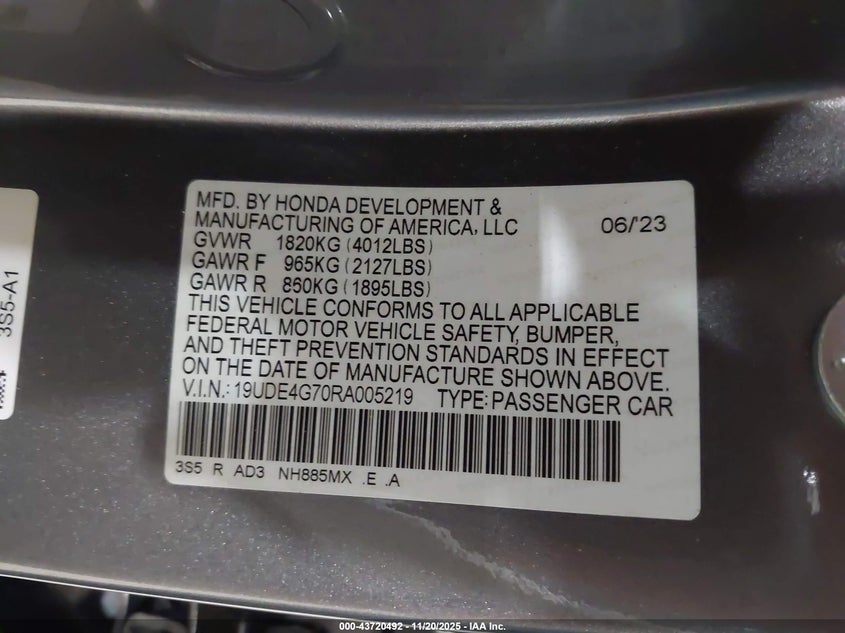 MFD. BY HONDA DEVELOPMENT &
MANUFACTURING OF AMERICA, LLC 06/'23
GVWR 1820KG (4012LBS)
GAWR F 965KG (2127LBS)
GAWR R 860KG (1895LBS)
THIS VEHICLE CONFORMS TO ALL APPLICABLE
FEDERAL MOTOR VEHICLE SAFETY, BUMPER,
AND THEFT PREVENTION STANDARDS IN EFFECT
ON THE DATE OF MANUFACTURE SHOWN ABOVE.
V.I.N.: 19UDE4G70RA005219 TYPE: PASSENGER CAR
3S5 R AD3 NH885MX .E .A
3S5-A1
000-43720492 - 11/20/2025 - IAA Inc.